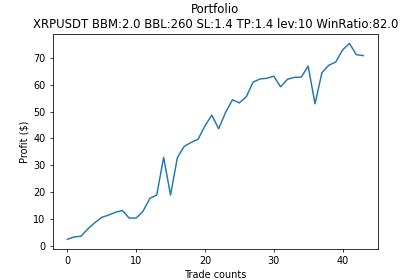 Portfolio
XRPUSDT BBM:2.0 BBL:260 SL:1.4 TP:1.4 lev:10 WinRatio:82.0
70
60
50
40
30
20
10
0
Profit ($)
0 10 20 30 40
Trade counts